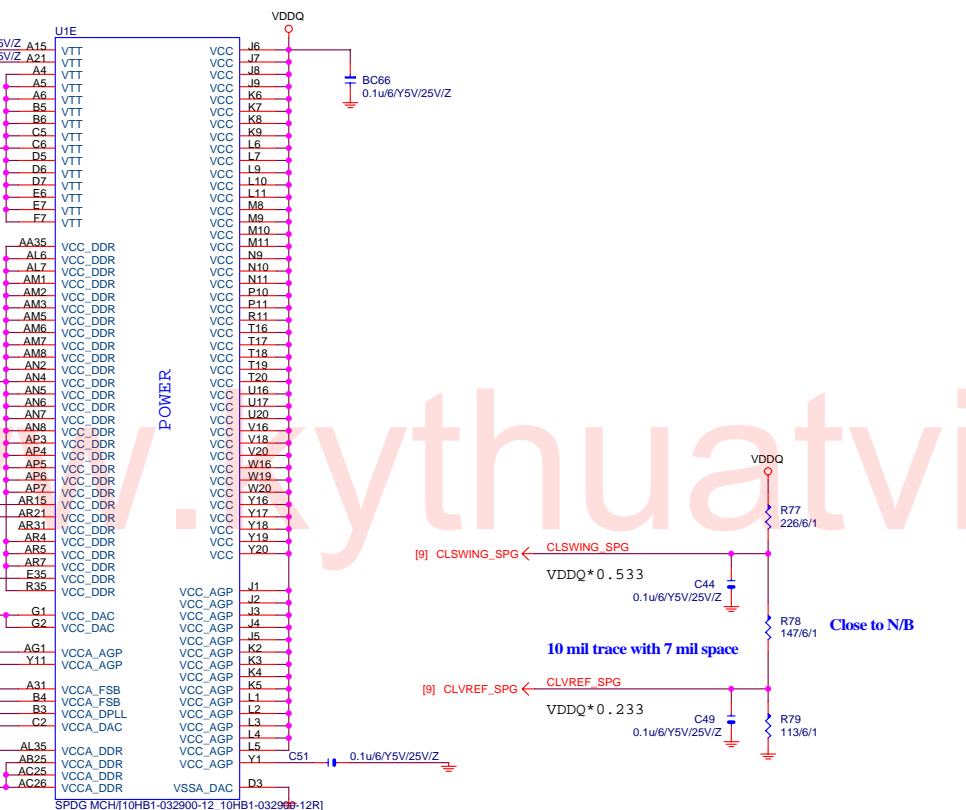 VDDQ
U1E
5V/Z A15 VTT VCC J6
5V/Z A21 VTT VCC J7
A4 VTT VCC J8
A5 VTT VCC J9
A6 VTT VCC K6
B5 VTT VCC K7
B6 VTT VCC K8
C5 VTT VCC K9
C6 VTT VCC L6
D5 VTT VCC L7
D6 VTT VCC L9
D7 VTT VCC L10
E6 VTT VCC L11
E7 VTT VCC M8
F7 VTT VCC M9
VCC M10
AA35 VCC_DDR VCC M11
AL6 VCC_DDR VCC N9
AL7 VCC_DDR VCC N10
AM1 VCC_DDR VCC N11
AM2 VCC_DDR VCC P10
AM3 VCC_DDR VCC P11
AM5 VCC_DDR VCC R11
AM6 VCC_DDR VCC T16
AM7 VCC_DDR VCC T17
AM8 VCC_DDR VCC T18
AN2 VCC_DDR VCC T19
AN4 VCC_DDR VCC T20
AN5 VCC_DDR VCC U16
AN6 VCC_DDR VCC U17
AN7 VCC_DDR VCC U20
AN8 VCC_DDR VCC V16
AP3 VCC_DDR VCC V18
AP4 VCC_DDR VCC V20
AP5 VCC_DDR VCC W16
AP6 VCC_DDR VCC W19
AP7 VCC_DDR VCC W20
AR15 VCC_DDR VCC Y16
AR21 VCC_DDR VCC Y17
AR31 VCC_DDR VCC Y18
AR4 VCC_DDR VCC Y19
AR5 VCC_DDR VCC Y20
AR7 VCC_DDR
E35 VCC_DDR
R35 VCC_DDR VCC_AGP J1
VCC_AGP J2
G1 VCC_DAC VCC_AGP J3
G2 VCC_DAC VCC_AGP J4
VCC_AGP J5
AG1 VCCA_AGP VCC_AGP K2
Y11 VCCA_AGP VCC_AGP K3
VCC_AGP K4
A31 VCCA_FSB VCC_AGP K5
B4 VCCA_FSB VCC_AGP L1
B3 VCCA_DPLL VCC_AGP L2
C2 VCCA_DAC VCC_AGP L3
VCC_AGP L4
AL35 VCCA_DDR VCC_AGP L5
AB25 VCCA_DDR VCC_AGP Y1
AC25 VCCA_DDR
AC26 VCCA_DDR VSSA_DAC D3
POWER
SPDG MCH/[10HB1-032900-12_10HB1-032900-12R]
BC66
0.1u/6/Y5V/25V/Z
C51 0.1u/6/Y5V/25V/Z
VDDQ
R77
226/6/1
[9] CLSWING_SPG CLSWING_SPG
VDDQ*0.533
C44
0.1u/6/Y5V/25V/Z
R78
147/6/1
Close to N/B
10 mil trace with 7 mil space
[9] CLVREF_SPG CLVREF_SPG
VDDQ*0.233
C49
0.1u/6/Y5V/25V/Z
R79
113/6/1
w.kythuatvi